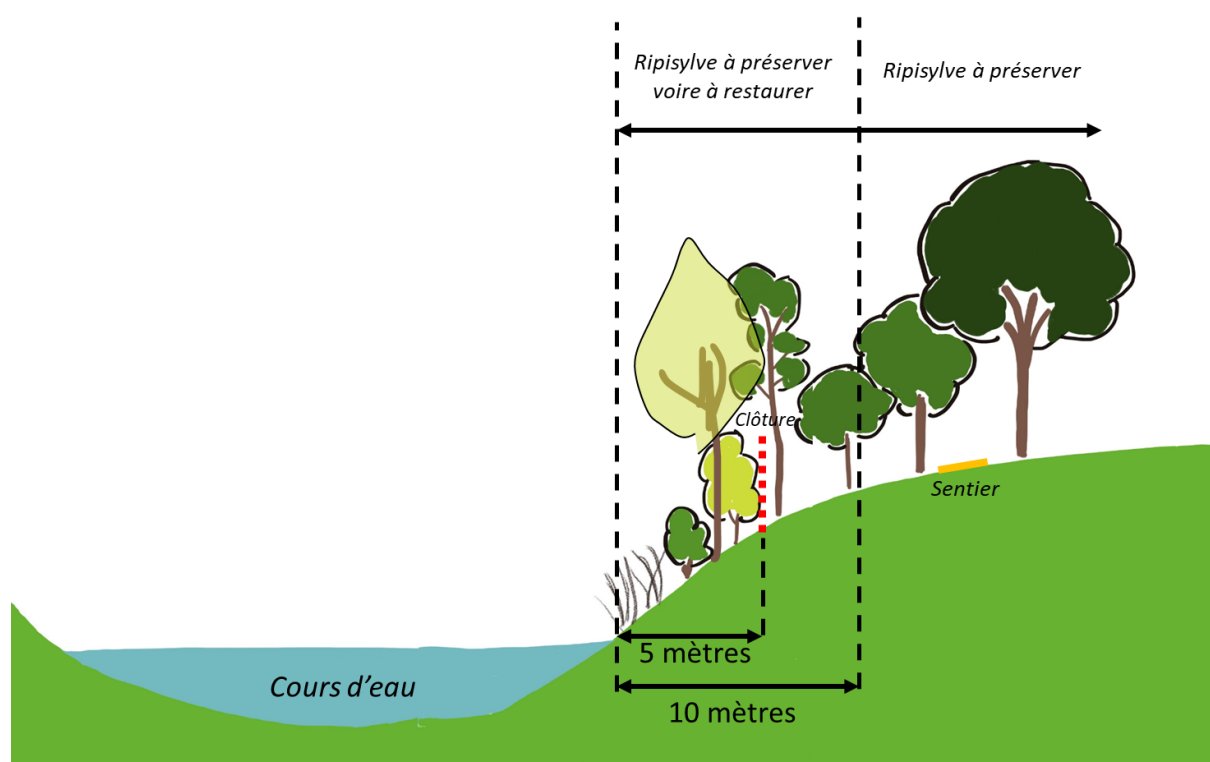 Ripisylve à préserver
voire à restaurer
Ripisylve à préserver
Clôture
Sentier
5 mètres
Cours d'eau
10 mètres